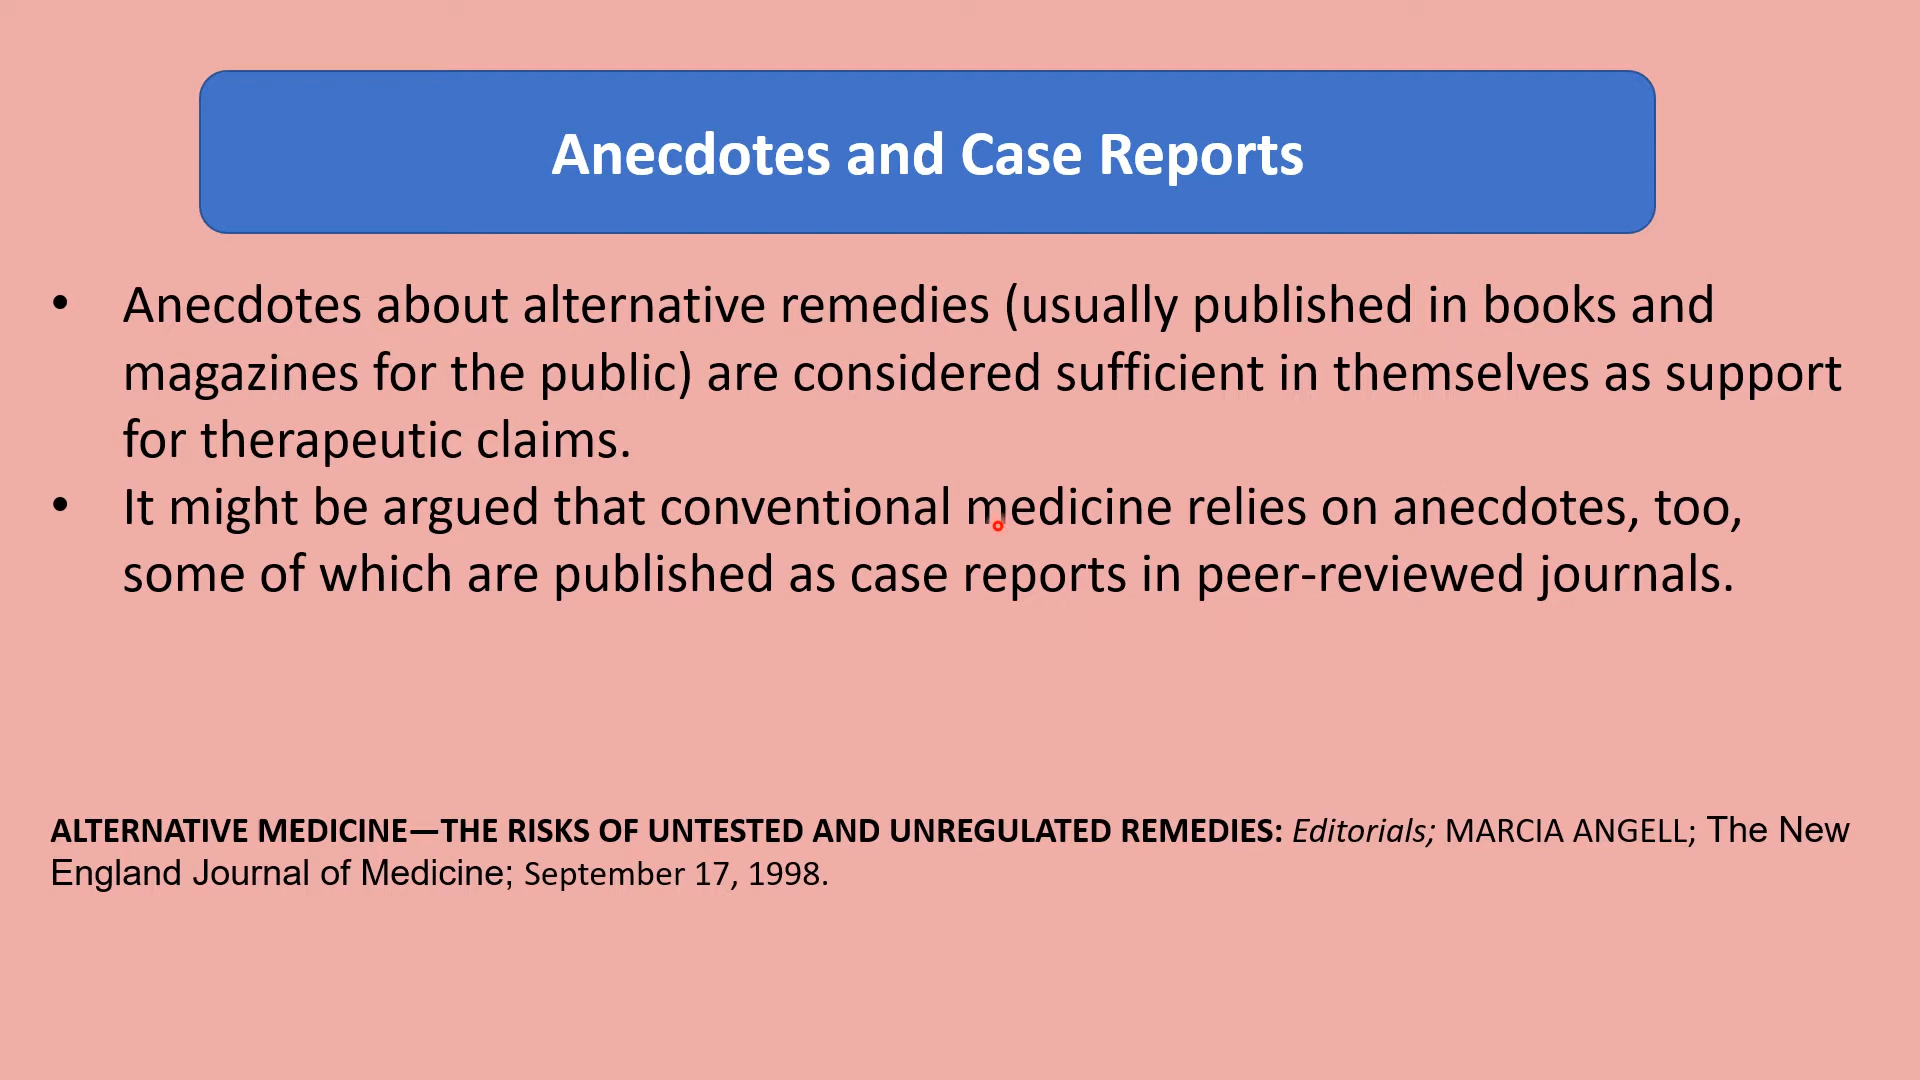 Anecdotes and Case Reports
• Anecdotes about alternative remedies (usually published in books and
magazines for the public) are considered sufficient in themselves as support
for therapeutic claims.
• It might be argued that conventional medicine relies on anecdotes, too,
some of which are published as case reports in peer-reviewed journals.
ALTERNATIVE MEDICINE—THE RISKS OF UNTESTED AND UNREGULATED REMEDIES: Editorials; MARCIA ANGELL; The New
England Journal of Medicine; September 17, 1998.